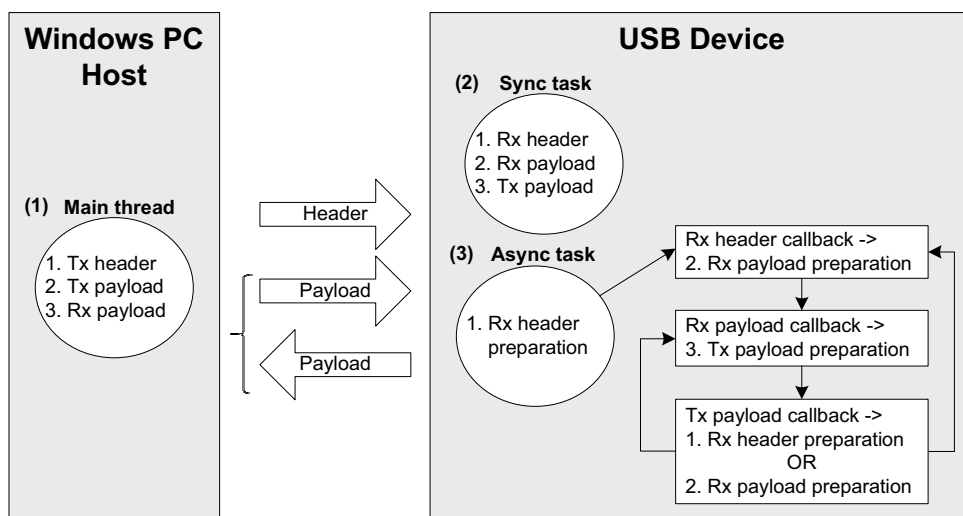 Windows PC
Host
(1) Main thread
1. Tx header
2. Tx payload
3. Rx payload
Header
Payload
Payload
USB Device
(2) Sync task
1. Rx header
2. Rx payload
3. Tx payload
(3) Async task
1. Rx header
preparation
Rx header callback ->
2. Rx payload preparation
Rx payload callback ->
3. Tx payload preparation
Tx payload callback ->
1. Rx header preparation
OR
2. Rx payload preparation